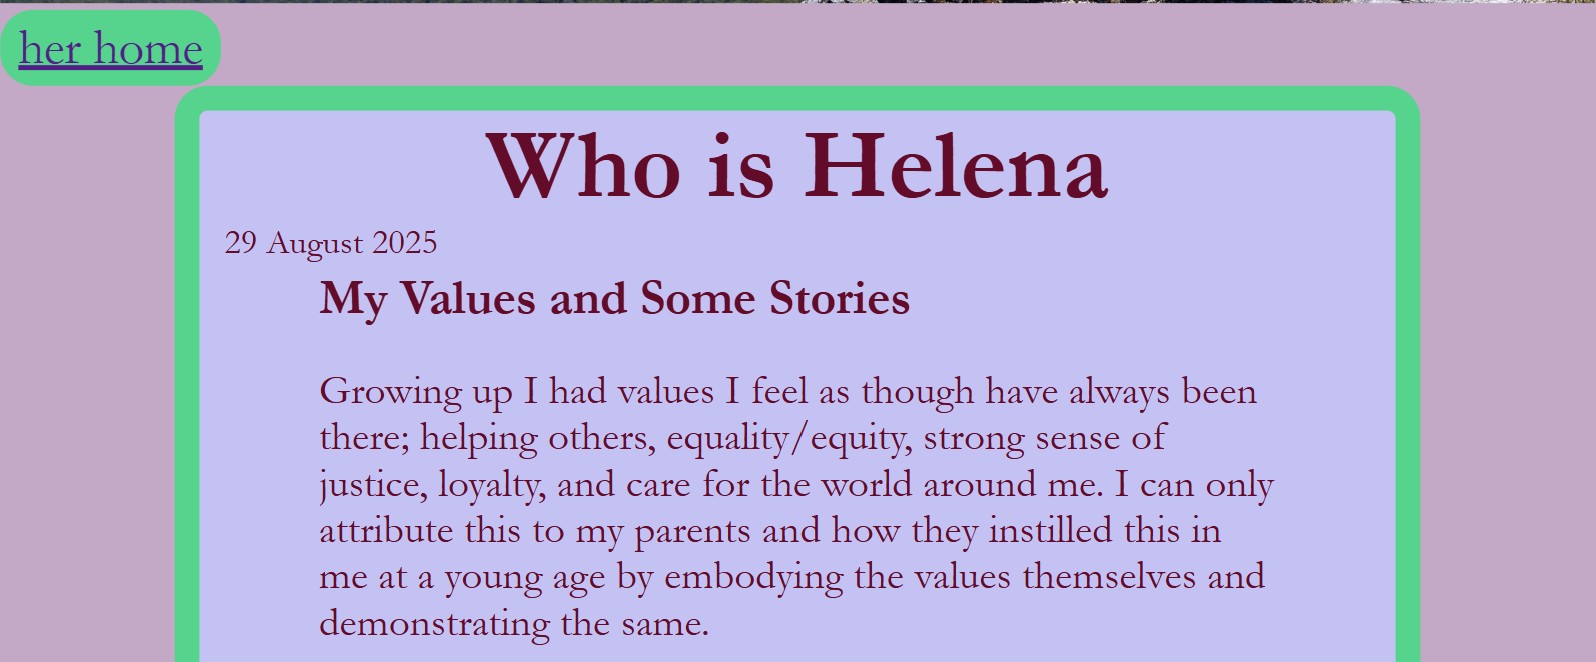 her home
Who is Helena
29 August 2025
My Values and Some Stories
Growing up I had values I feel as though have always been
there; helping others, equality/equity, strong sense of
justice, loyalty, and care for the world around me. I can only
attribute this to my parents and how they instilled this in
me at a young age by embodying the values themselves and
demonstrating the same.